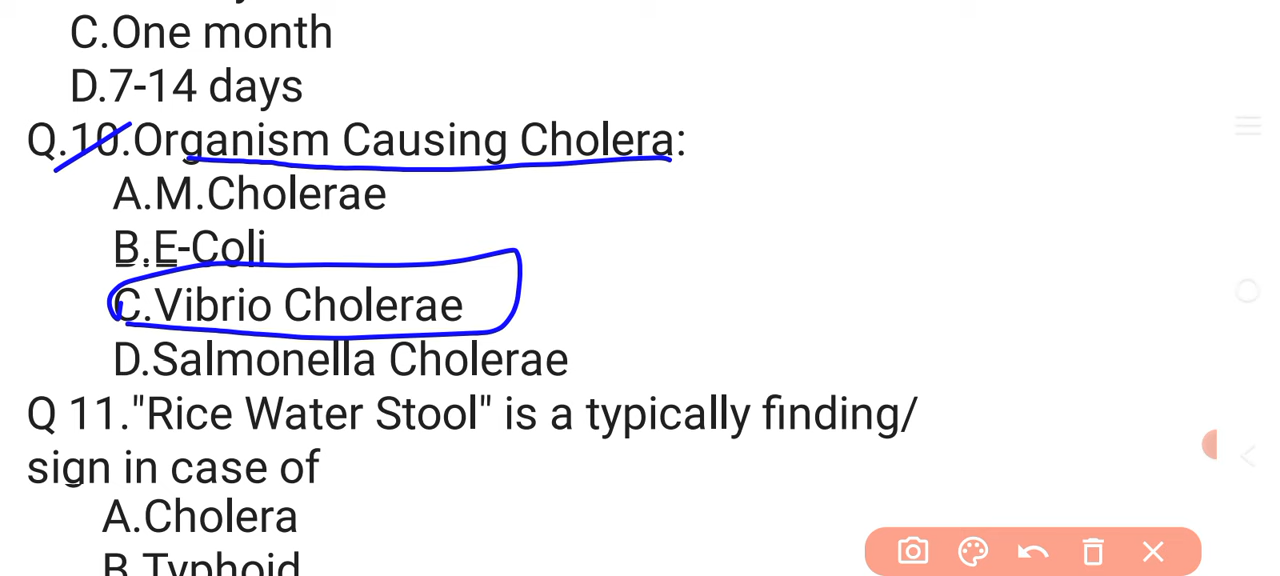 C.One month
D.7-14 days
Q.10.Organism Causing Cholera:
A.M.Cholerae
B.E-Coli
C.Vibrio Cholerae
D.Salmonella Cholerae
Q 11."Rice Water Stool" is a typically finding/
sign in case of
A.Cholera
B.Typhoid